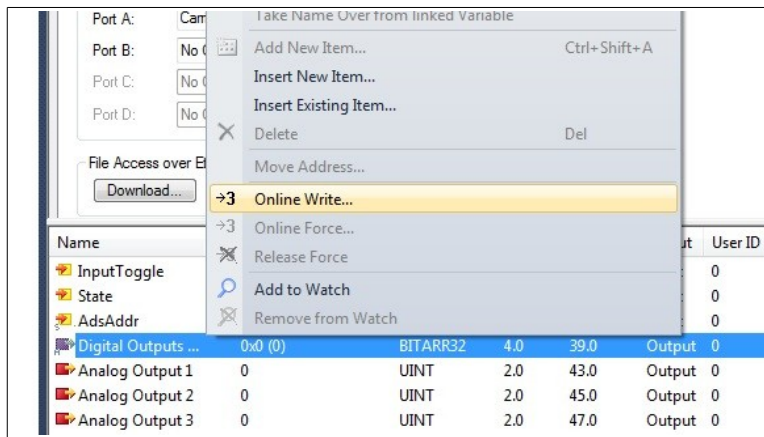 Port A:
Cam
Port B:
No
Port C:
No
Port D:
No
File Access over Et
Download...
Take Name Over from linked Variable
Add New Item... Ctrl+Shift+A
Insert New Item...
Insert Existing Item...
Delete Del
Move Address...
→3 Online Write...
→3 Online Force...
Release Force
Add to Watch
Remove from Watch
Name ut User ID
InputToggle 0
State 0
AdsAddr 0
Digital Outputs ... 0x0 (0) BITARR32 4.0 39.0 Output 0
Analog Output 1 0 UINT 2.0 43.0 Output 0
Analog Output 2 0 UINT 2.0 45.0 Output 0
Analog Output 3 0 UINT 2.0 47.0 Output 0